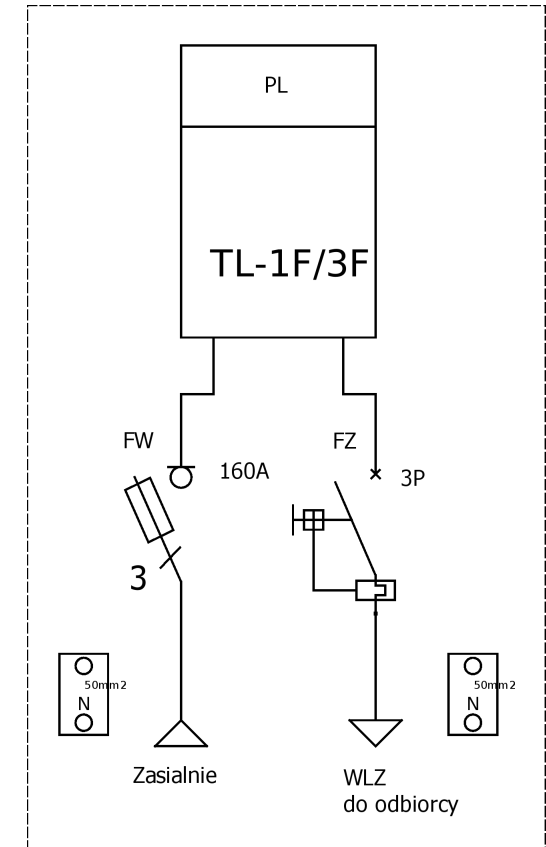 PL
TL-1F/3F
FW
FZ
160A
3P
3
50mm2
N
50mm2
N
Zasialnie
WLZ
do odbiorcy